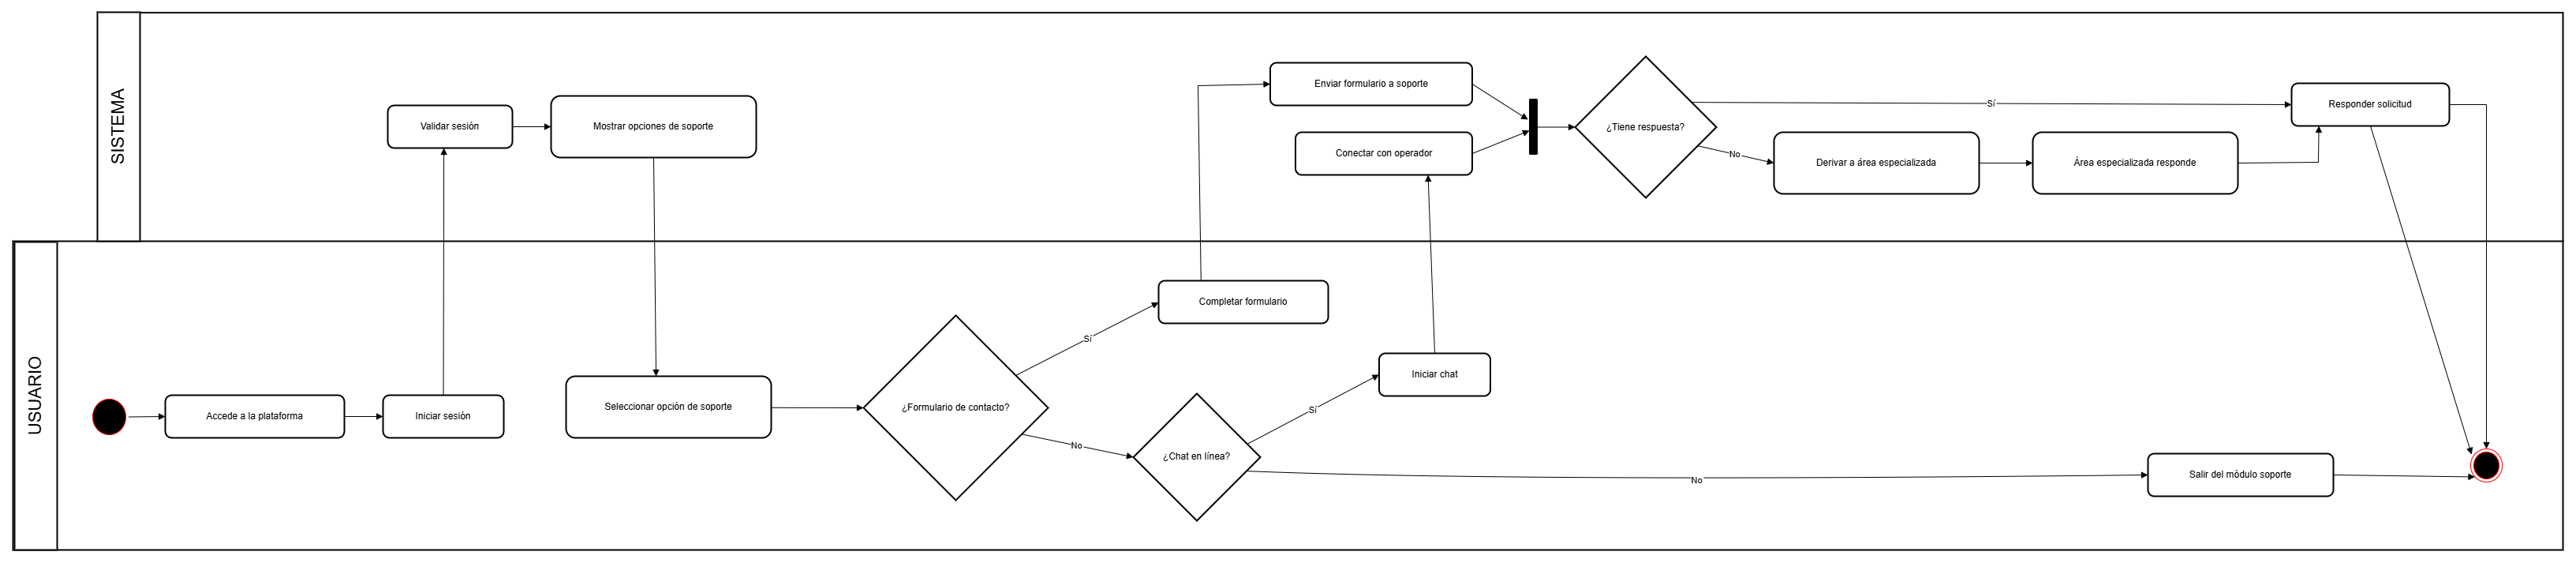 SISTEMA
Validar sesión
Mostrar opciones de soporte
Enviar formulario a soporte
Conectar con operador
¿Tiene respuesta?
Sí
No
Derivar a área especializada
Área especializada responde
Responder solicitud
USUARIO
Accede a la plataforma
Iniciar sesión
Seleccionar opción de soporte
¿Formulario de contacto?
Sí
No
Completar formulario
¿Chat en línea?
Sí
No
Iniciar chat
Salir del módulo soporte